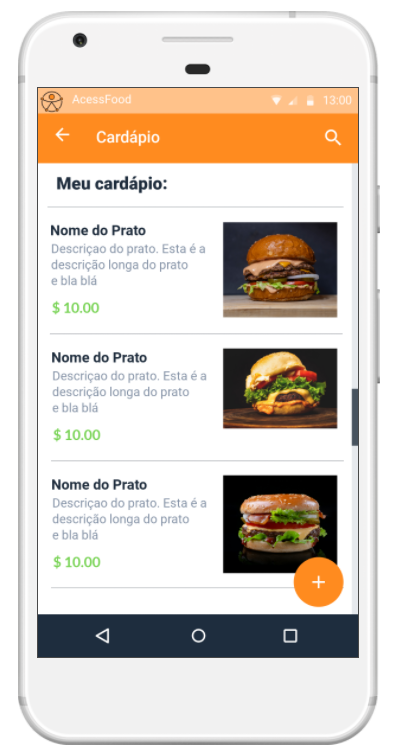 AcessFood
13:00
Cardápio
Meu cardápio:
Nome do Prato
Descriçao do prato. Esta é a
descrição longa do prato
e bla blá
$ 10.00
Nome do Prato
Descriçao do prato. Esta é a
descrição longa do prato
e bla blá
$ 10.00
Nome do Prato
Descriçao do prato. Esta é a
descrição longa do prato
e bla blá
$ 10.00
+